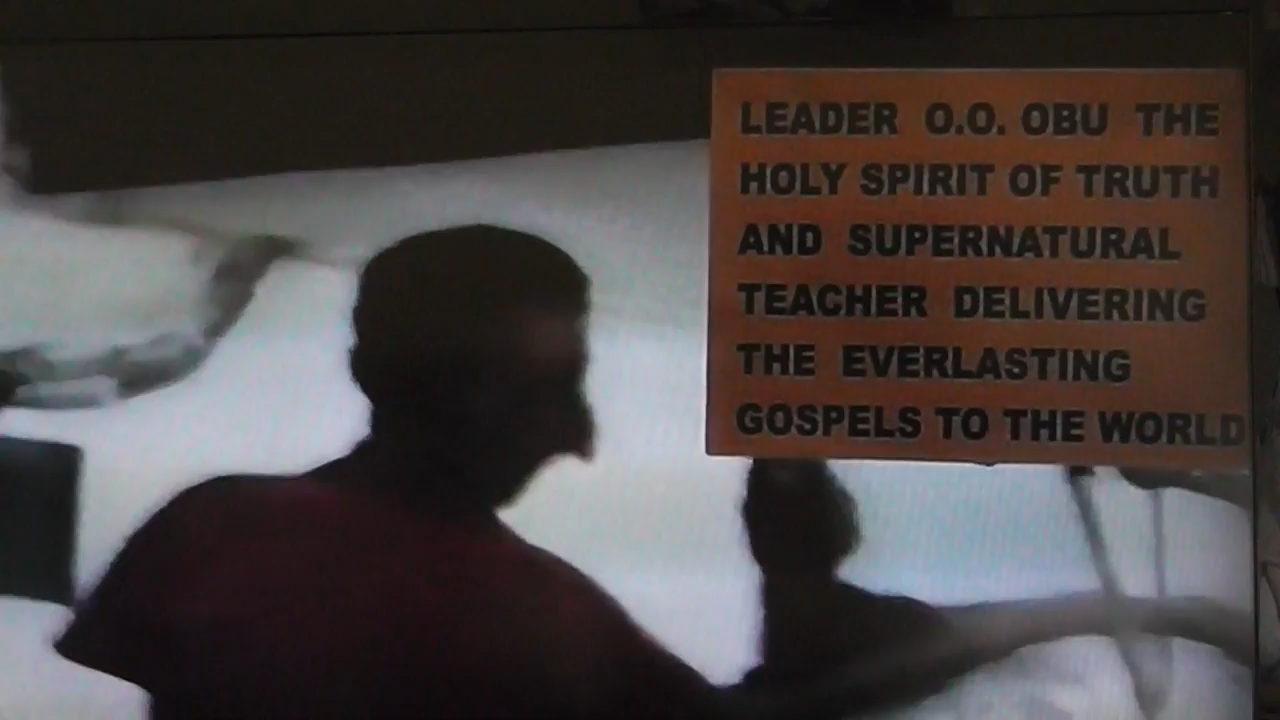 LEADER O.O. OBU THE
HOLY SPIRIT OF TRUTH
AND SUPERNATURAL
TEACHER DELIVERING
THE EVERLASTING
GOSPELS TO THE WORLD